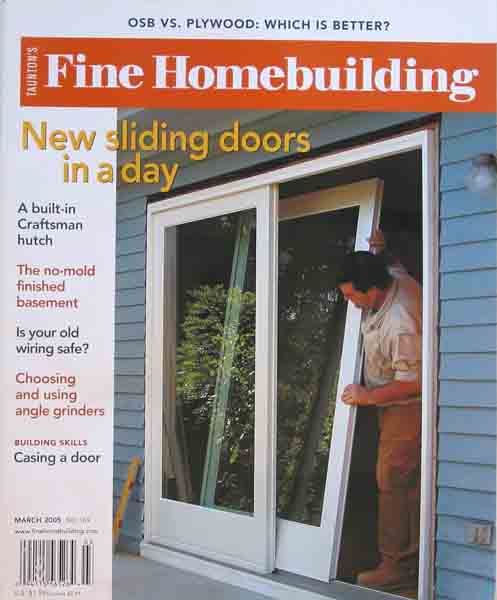 OSB VS. PLYWOOD: WHICH IS BETTER?
TAUNTON'S
Fine Homebuilding
New sliding doors
in a day
A built-in
Craftsman
hutch
The no-mold
finished
basement
Is your old
wiring safe?
Choosing
and using
angle grinders
BUILDING SKILLS
Casing a door
MARCH 2005 NO. 169
www.finehomebuilding.com